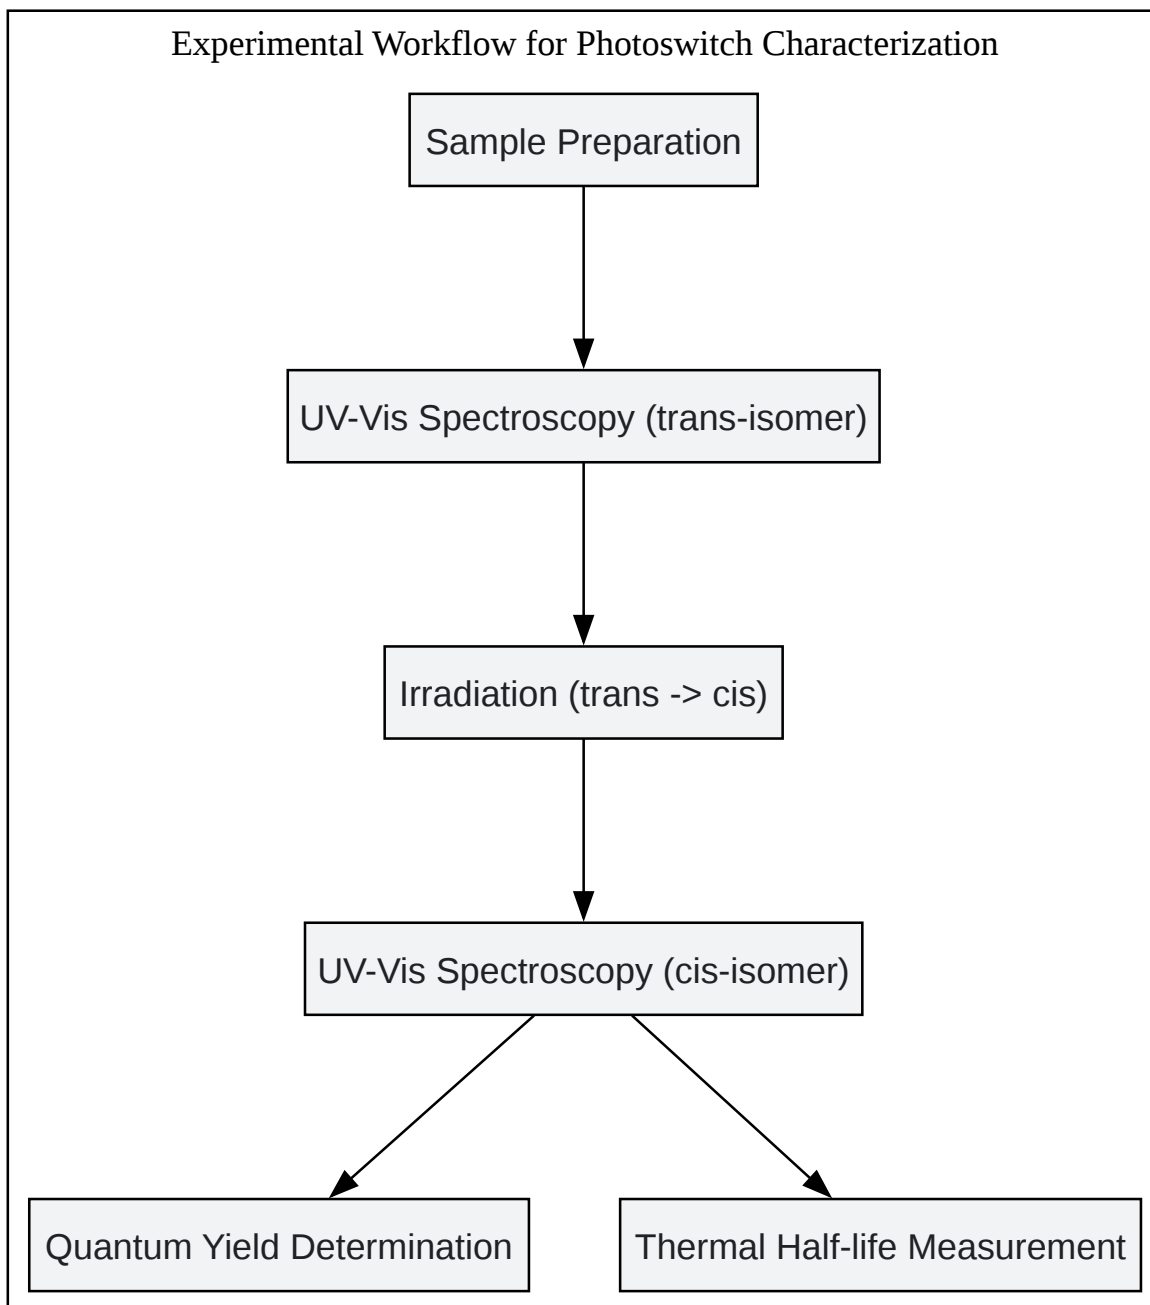 Experimental Workflow for Photoswitch Characterization
Sample Preparation
UV-Vis Spectroscopy (trans-isomer)
Irradiation (trans -> cis)
UV-Vis Spectroscopy (cis-isomer)
Quantum Yield Determination
Thermal Half-life Measurement